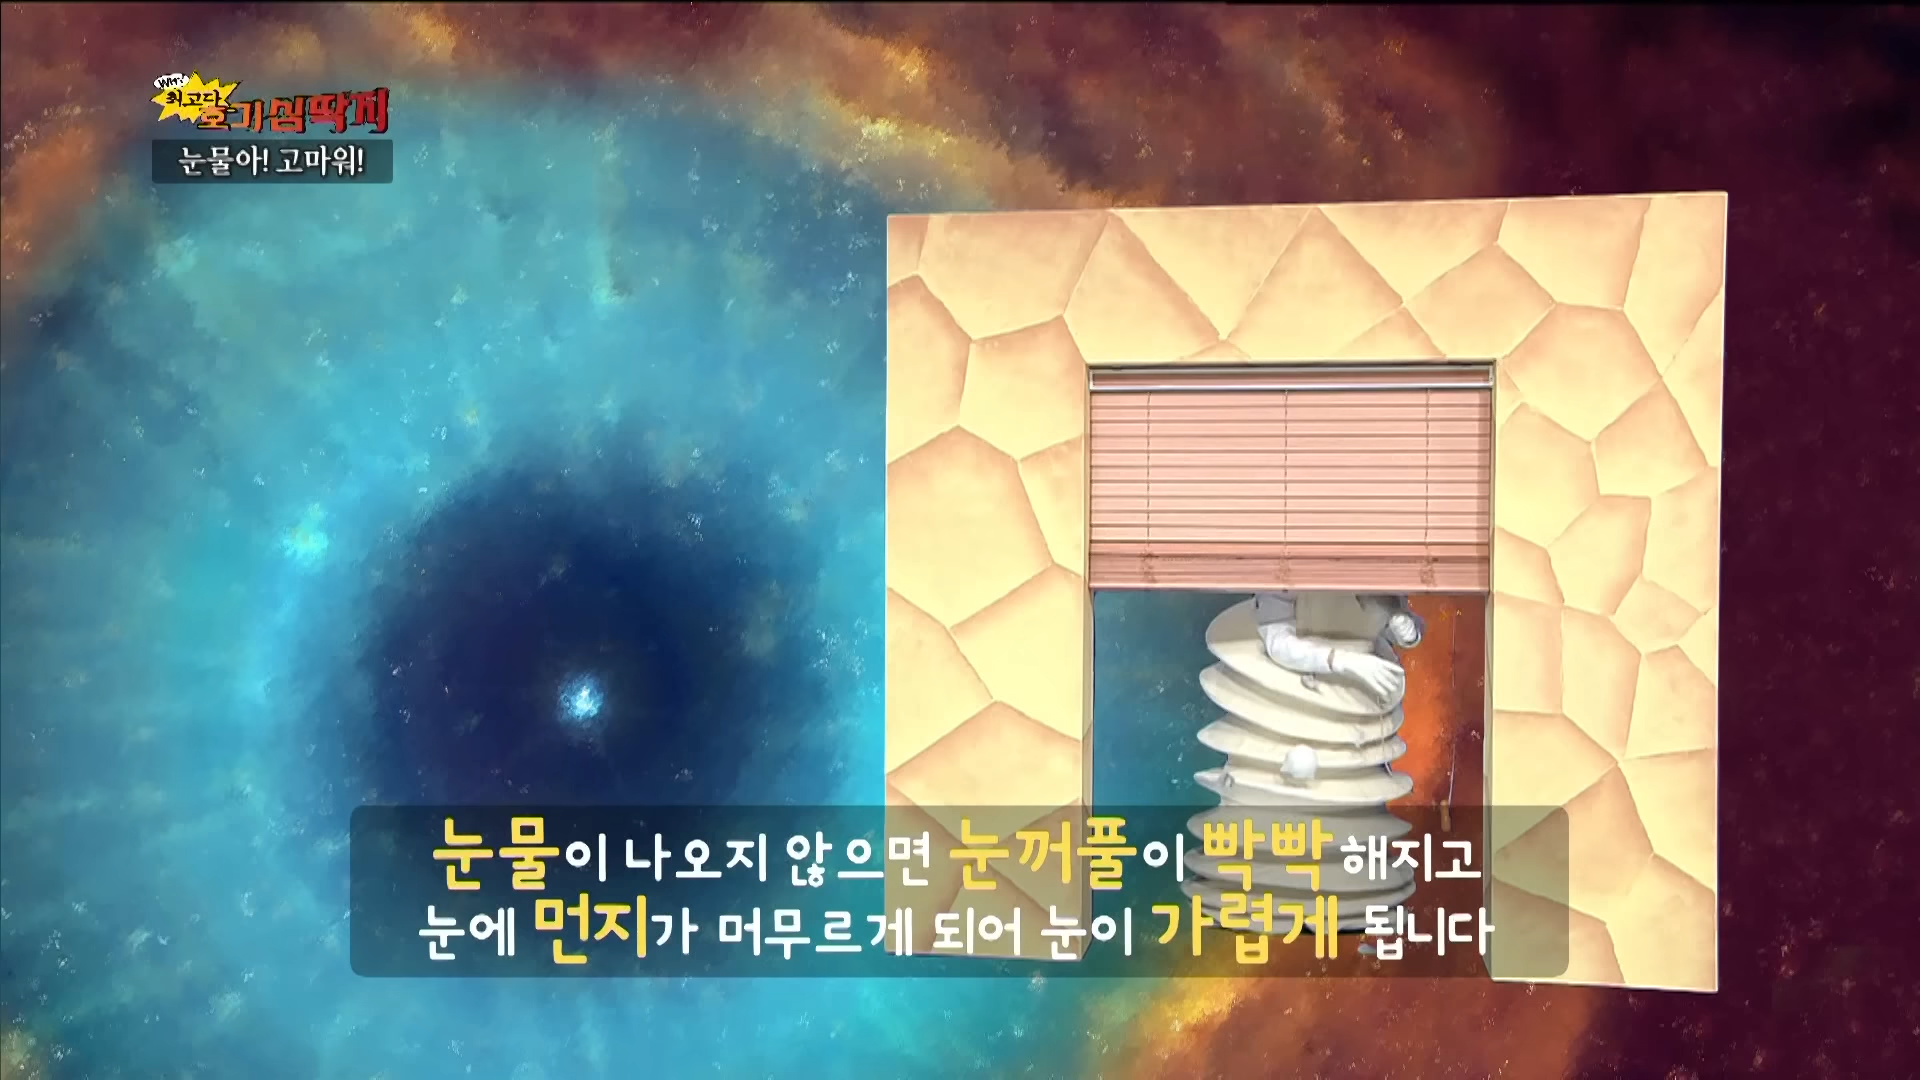 WHY?
최고다
호기심딱지
눈물아! 고마워!
눈물이 나오지 않으면 눈꺼풀이 빡빡해지고
눈에 먼지가 머무르게 되어 눈이 가렵게 됩니다